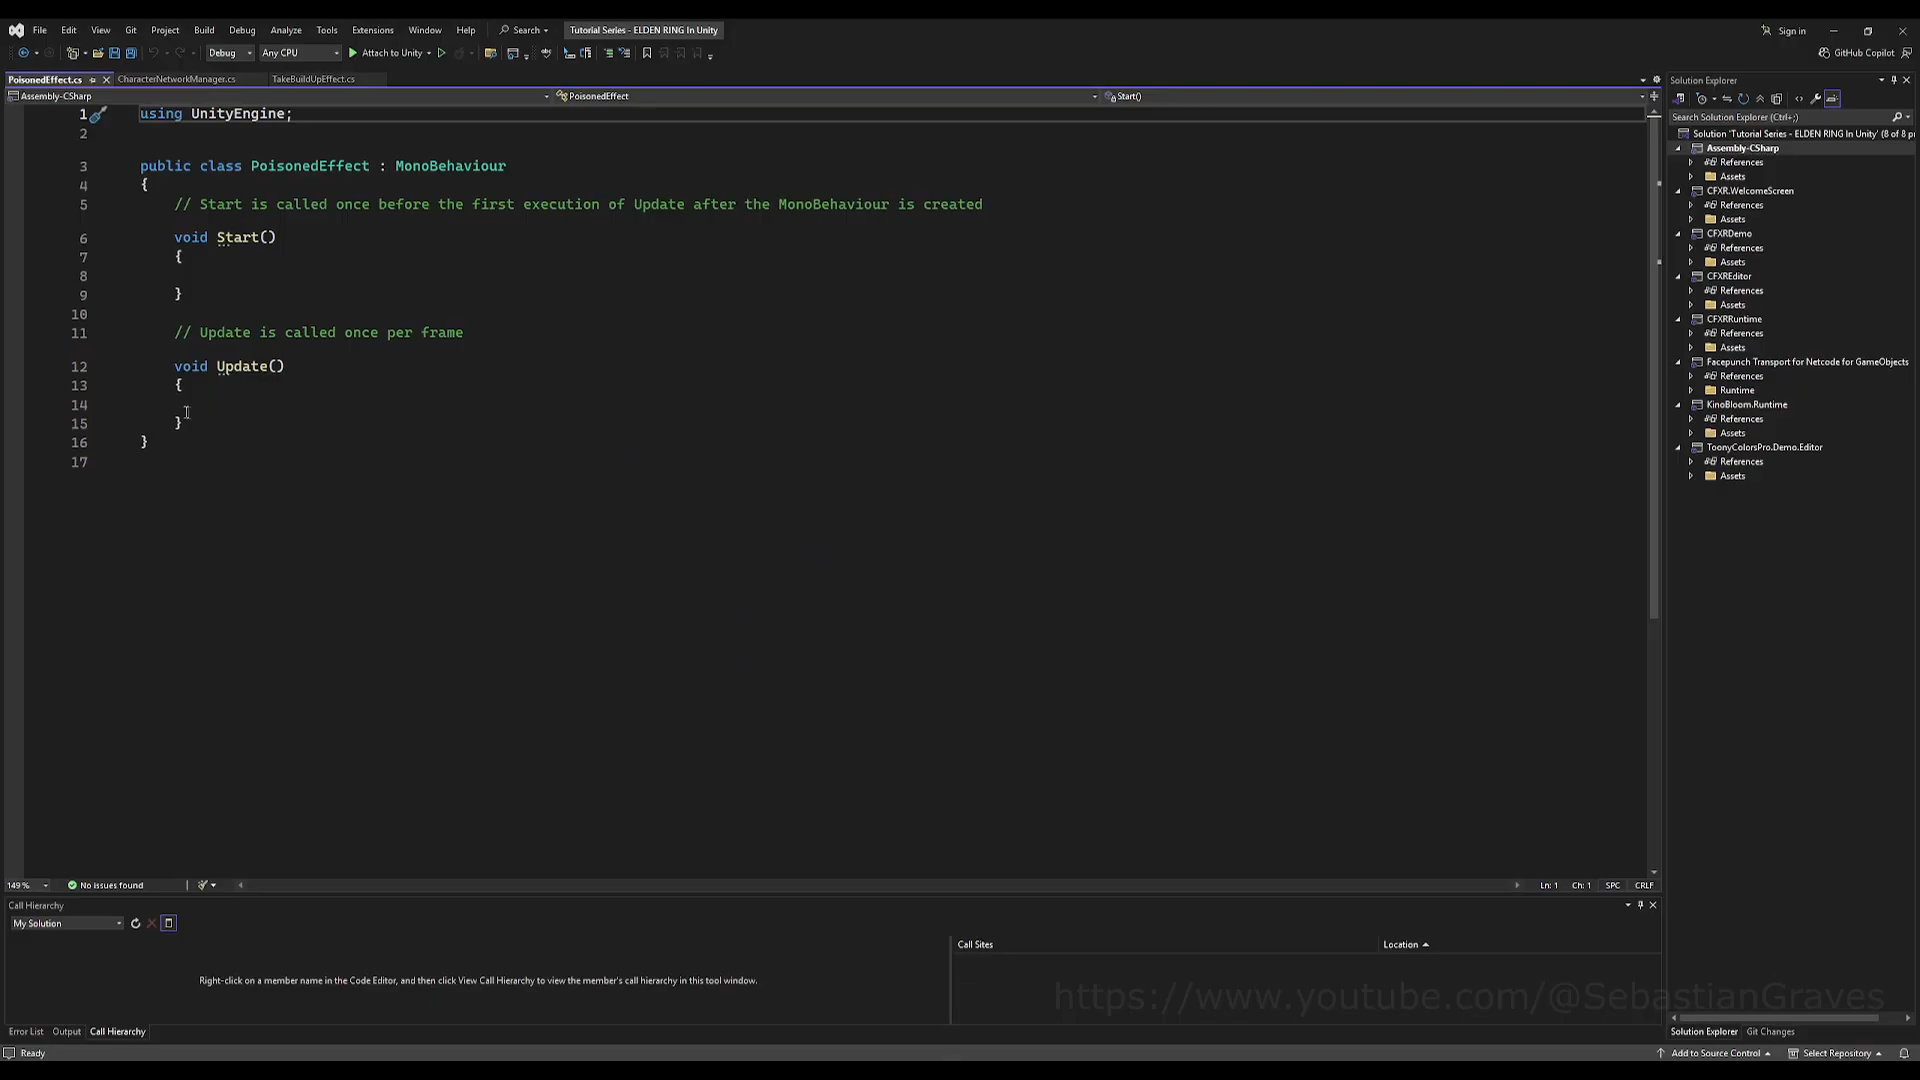 File Edit View Git Project Build Debug Analyze Tools Extensions Window Help Search Tutorial Series - ELDEN RING In Unity Sign in
Debug Any CPU Attach to Unity GitHub Copilot
PoisonedEffect.cs CharacterNetworkManager.cs TakeBuildUpEffect.cs
Assembly-CSharp PoisonedEffect Start()
1 using UnityEngine;
2
3 public class PoisonedEffect : MonoBehaviour
4 {
5 // Start is called once before the first execution of Update after the MonoBehaviour is created
6 void Start()
7 {
8
9 }
10
11 // Update is called once per frame
12 void Update()
13 {
14
15 }
16 }
17
149 % No issues found Ln: 1 Ch: 1 SPC CRLF
Call Hierarchy
My Solution
Call Sites Location
Right-click on a member name in the Code Editor, and then click View Call Hierarchy to view the member's call hierarchy in this tool window.
https://www.youtube.com/@SebastianGraves
Error List Output Call Hierarchy
Solution Explorer
Search Solution Explorer (Ctrl+;)
Solution 'Tutorial Series - ELDEN RING In Unity' (8 of 8 pr
Assembly-CSharp
References
Assets
CFXR.WelcomeScreen
References
Assets
CFXRDemo
References
Assets
CFXREditor
References
Assets
CFXRRuntime
References
Assets
Facepunch Transport for Netcode for GameObjects
References
Runtime
KinoBloom.Runtime
References
Assets
ToonyColorsPro.Demo.Editor
References
Assets
Solution Explorer Git Changes
Ready Add to Source Control Select Repository